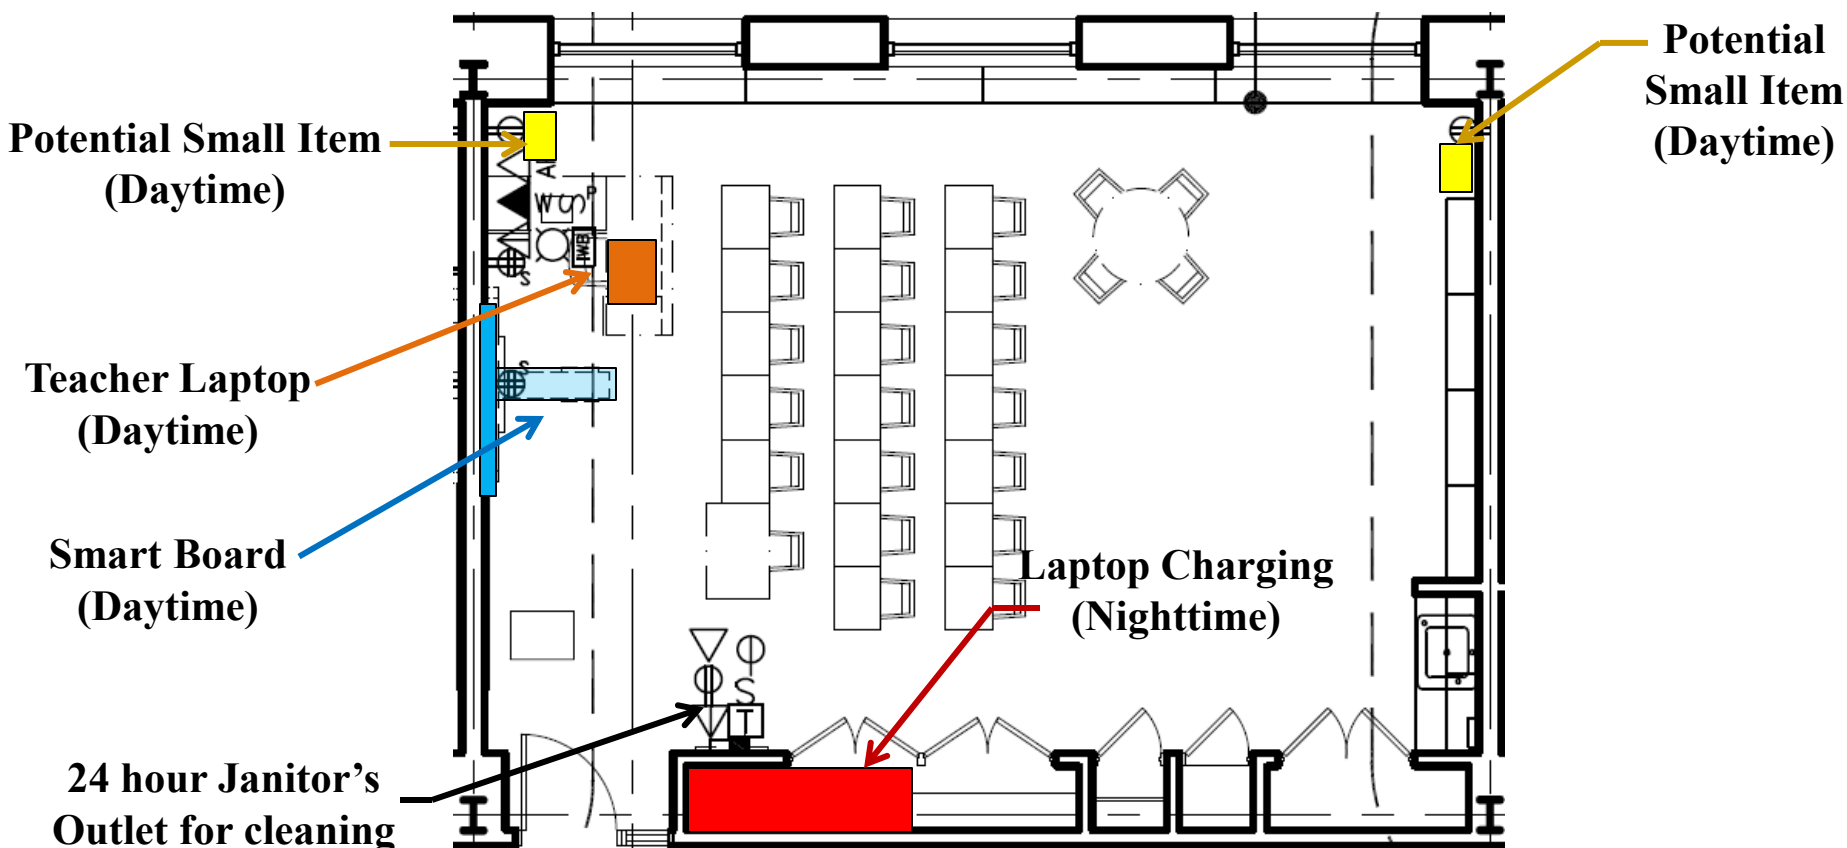 Potential
Small Item
(Daytime)
Potential Small Item
(Daytime)
W
S
P
IWB
S
Teacher Laptop
(Daytime)
S
Smart Board
(Daytime)
Laptop Charging
(Nighttime)
S
T
24 hour Janitor's
Outlet for cleaning